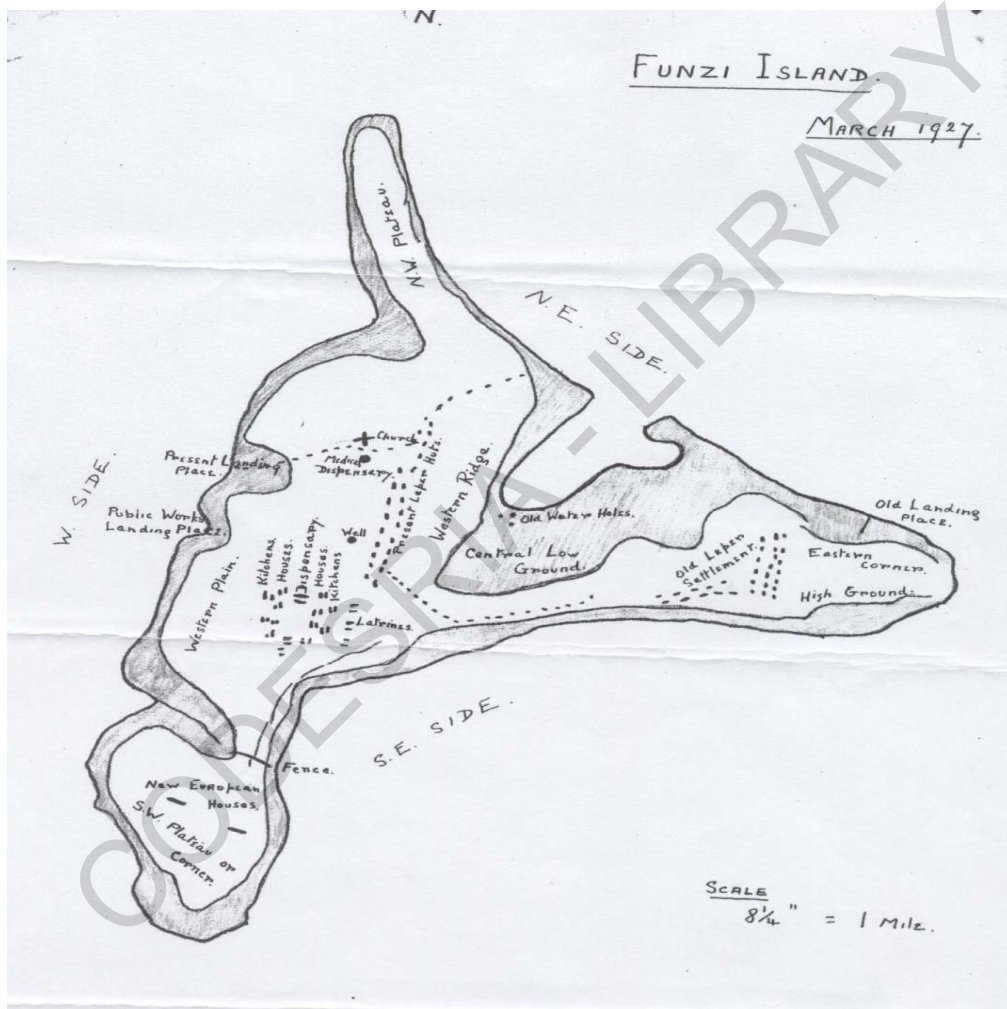 N.
FUNZI ISLAND.
MARCH 1927.
N.W. Plateau.
N.E. SIDE.
Church
Medical
Dispensary.
Present Leper Huts.
Western Ridge.
Present Landing
Place.
W. SIDE.
Public Works
Landing Place.
Well
Old Water Holes.
Old Landing
Place.
Central Low
Ground.
Old Leper
Settlement.
Eastern
Corner.
High Ground.
Western Plain.
Kitchens.
Houses.
Dispensary.
Houses.
Kitchens
Latrines.
S.E. SIDE.
Fence.
New European
Houses.
S.W. Plateau or
Corner.
SCALE
8¼" = 1 Mile.
CODESRIA - LIBRARY